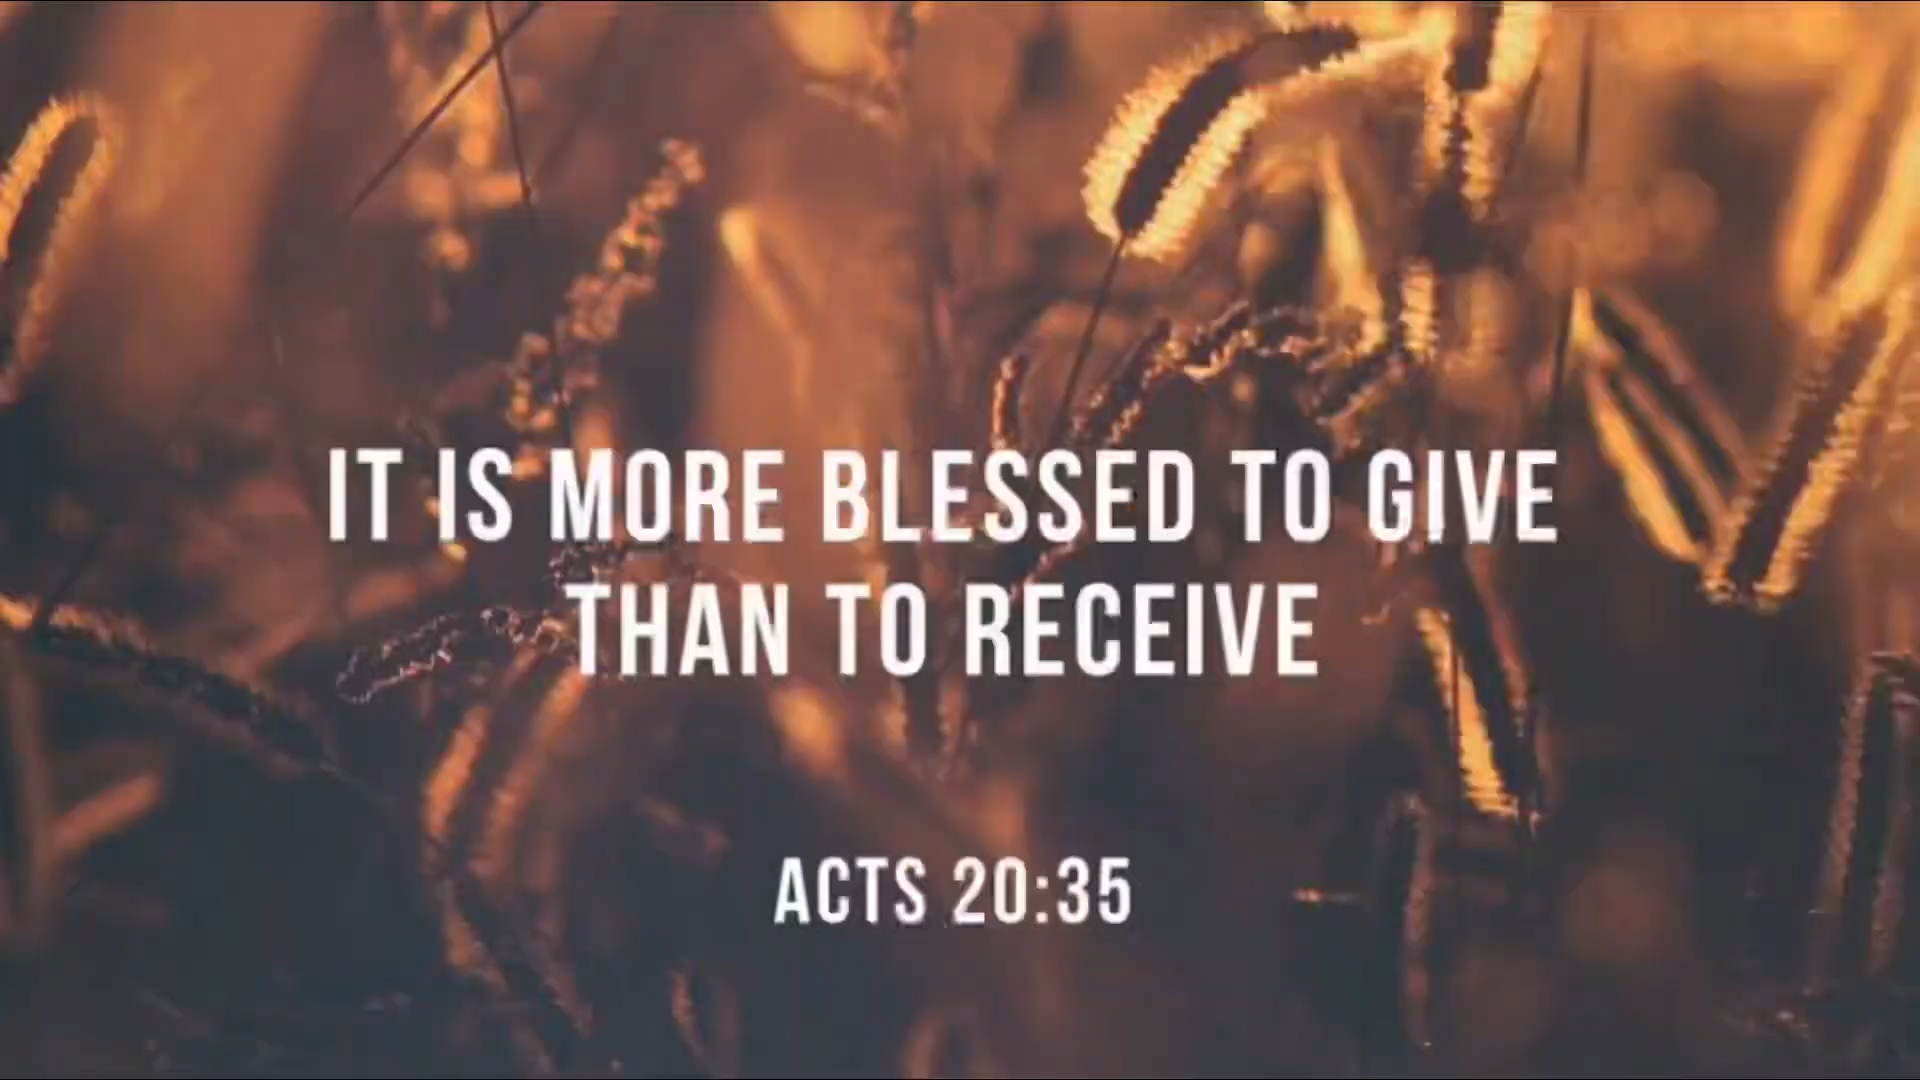 IT IS MORE BLESSED TO GIVE
THAN TO RECEIVE
ACTS 20:35